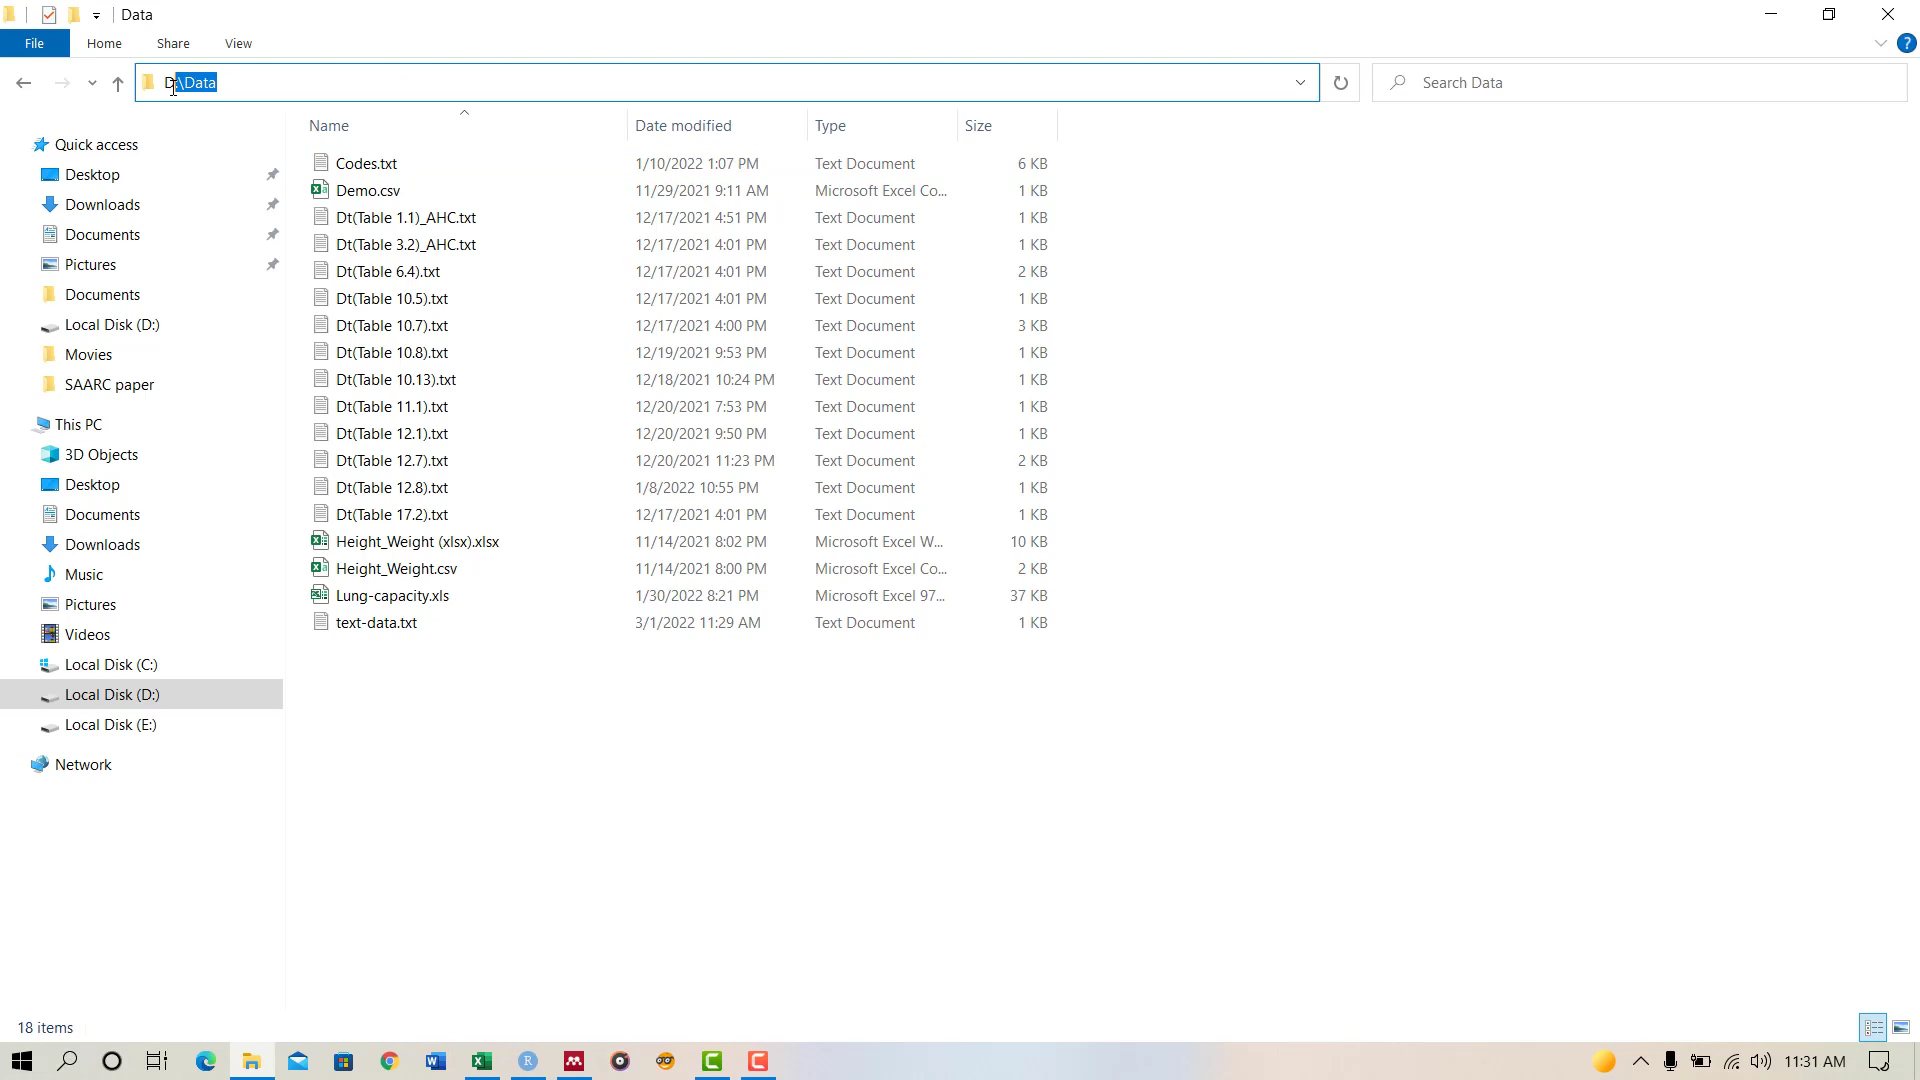 Data
File Home Share View
D:\Data
Search Data
Name Date modified Type Size
Quick access
Desktop
Downloads
Documents
Pictures
Documents
Local Disk (D:)
Movies
SAARC paper
This PC
3D Objects
Desktop
Documents
Downloads
Music
Pictures
Videos
Local Disk (C:)
Local Disk (D:)
Local Disk (E:)
Network
Codes.txt 1/10/2022 1:07 PM Text Document 6 KB
Demo.csv 11/29/2021 9:11 AM Microsoft Excel Co... 1 KB
Dt(Table 1.1)_AHC.txt 12/17/2021 4:51 PM Text Document 1 KB
Dt(Table 3.2)_AHC.txt 12/17/2021 4:01 PM Text Document 1 KB
Dt(Table 6.4).txt 12/17/2021 4:01 PM Text Document 2 KB
Dt(Table 10.5).txt 12/17/2021 4:01 PM Text Document 1 KB
Dt(Table 10.7).txt 12/17/2021 4:00 PM Text Document 3 KB
Dt(Table 10.8).txt 12/19/2021 9:53 PM Text Document 1 KB
Dt(Table 10.13).txt 12/18/2021 10:24 PM Text Document 1 KB
Dt(Table 11.1).txt 12/20/2021 7:53 PM Text Document 1 KB
Dt(Table 12.1).txt 12/20/2021 9:50 PM Text Document 1 KB
Dt(Table 12.7).txt 12/20/2021 11:23 PM Text Document 2 KB
Dt(Table 12.8).txt 1/8/2022 10:55 PM Text Document 1 KB
Dt(Table 17.2).txt 12/17/2021 4:01 PM Text Document 1 KB
Height_Weight (xlsx).xlsx 11/14/2021 8:02 PM Microsoft Excel W... 10 KB
Height_Weight.csv 11/14/2021 8:00 PM Microsoft Excel Co... 2 KB
Lung-capacity.xls 1/30/2022 8:21 PM Microsoft Excel 97... 37 KB
text-data.txt 3/1/2022 11:29 AM Text Document 1 KB
18 items
11:31 AM